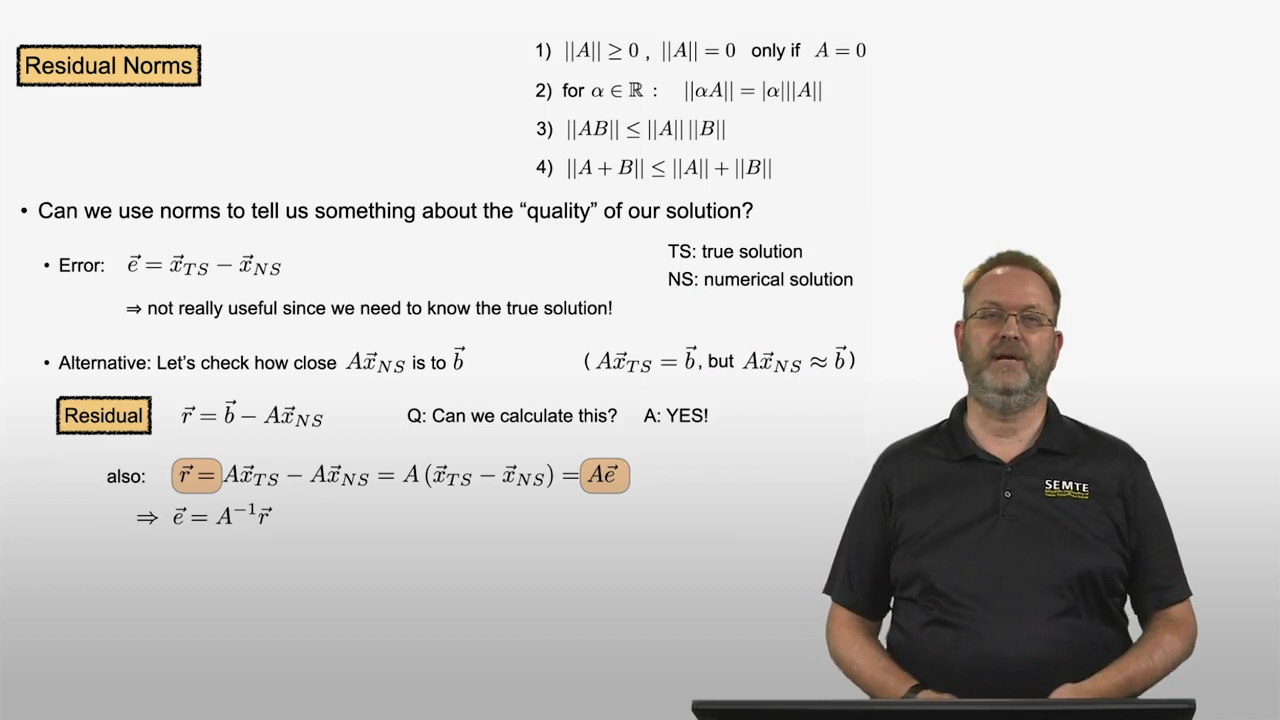 Residual Norms
1) ||A|| ≥ 0 , ||A|| = 0 only if A = 0
2) for α ∈ ℝ : ||αA|| = |α|||A||
3) ||AB|| ≤ ||A|| ||B||
4) ||A + B|| ≤ ||A|| + ||B||
• Can we use norms to tell us something about the “quality” of our solution?
• Error: e⃗ = x⃗_TS − x⃗_NS
TS: true solution
NS: numerical solution
⇒ not really useful since we need to know the true solution!
• Alternative: Let’s check how close Ax⃗_NS is to b⃗ ( Ax⃗_TS = b⃗, but Ax⃗_NS ≈ b⃗ )
Residual r⃗ = b⃗ − Ax⃗_NS Q: Can we calculate this? A: YES!
also: r⃗ = Ax⃗_TS − Ax⃗_NS = A (x⃗_TS − x⃗_NS) = Ae⃗
⇒ e⃗ = A⁻¹r⃗
SEMTE